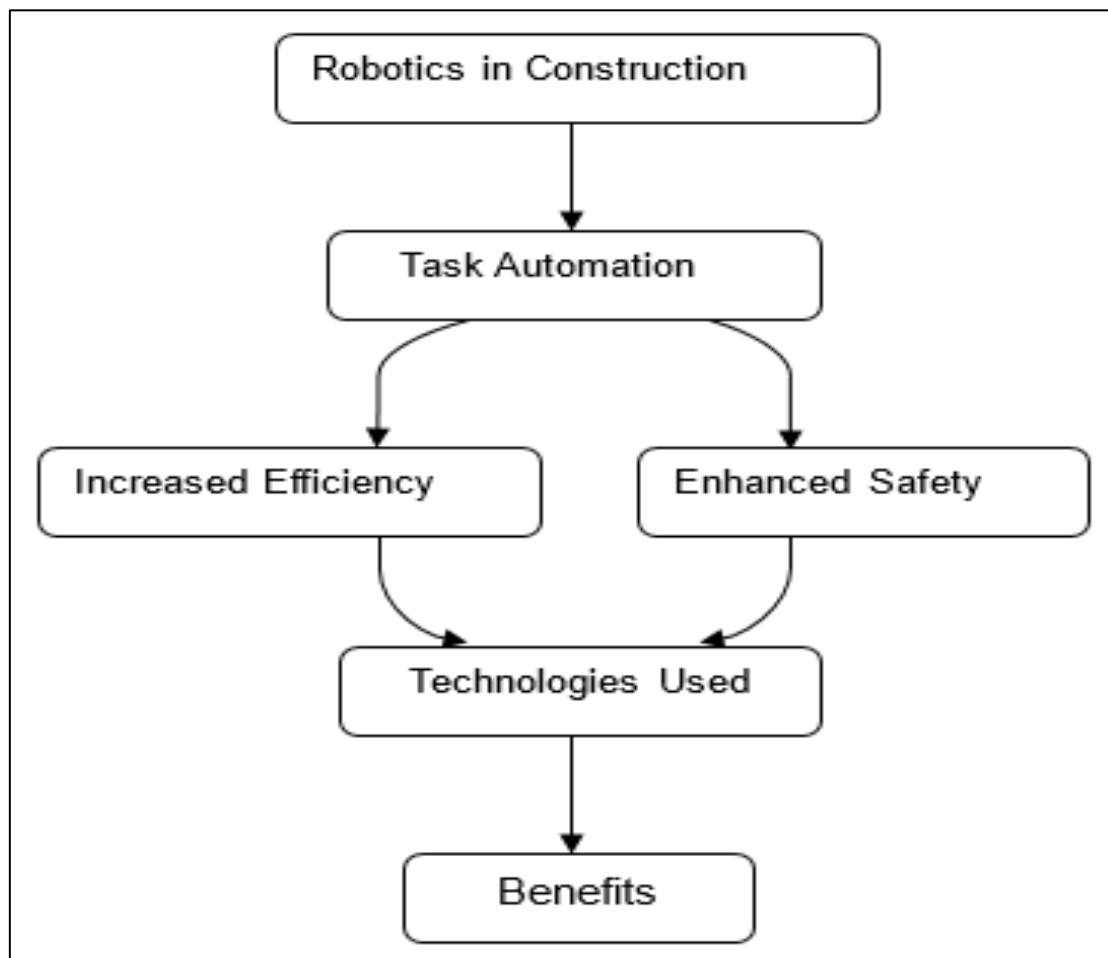 Robotics in Construction
Task Automation
Increased Efficiency
Enhanced Safety
Technologies Used
Benefits